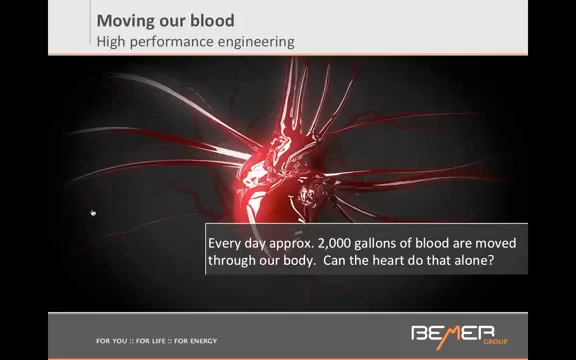 Moving our blood
High performance engineering
Every day approx. 2,000 gallons of blood are moved
through our body.  Can the heart do that alone?
FOR YOU :: FOR LIFE :: FOR ENERGY
BEMER
GROUP